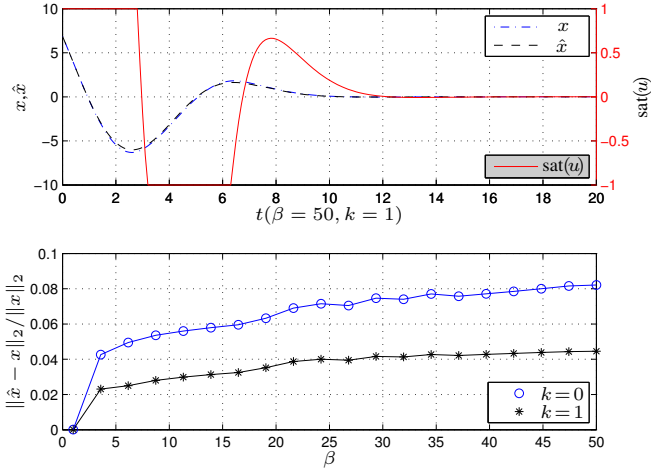 10
5
0
−5
−10
x,x̂
1
0.5
0
−0.5
−1
sat(u)
x
x̂
sat(u)
0 2 4 6 8 10 12 14 16 18 20
t(β = 50, k = 1)
0.1
0.08
0.06
0.04
0.02
0
‖x̂ − x‖₂/‖x‖₂
k = 0
k = 1
0 5 10 15 20 25 30 35 40 45 50
β